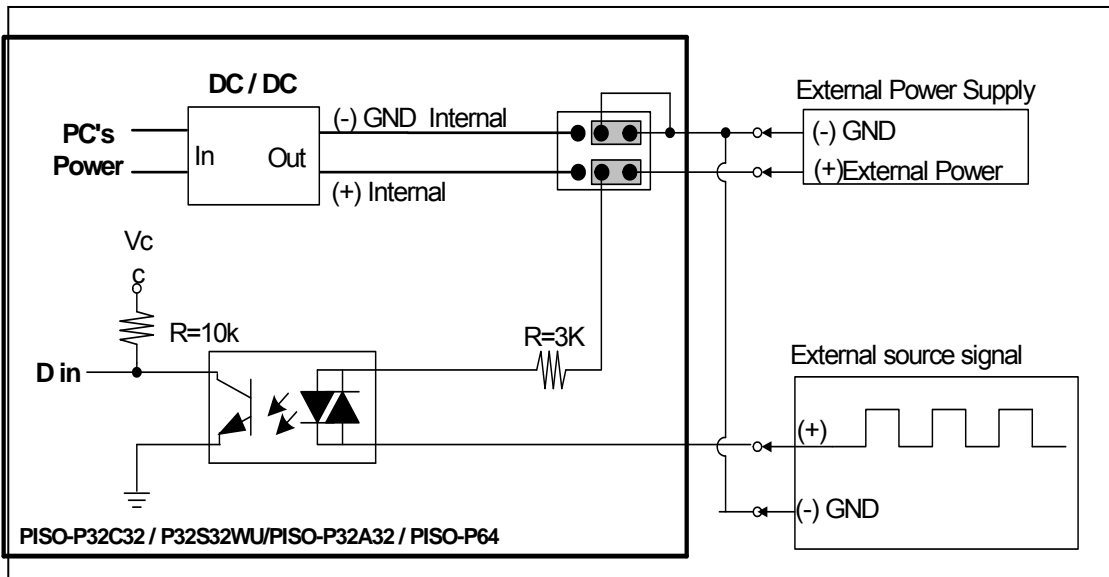 DC / DC
External Power Supply
(-) GND Internal
(-) GND
PC's
Power
In
Out
(+)External Power
(+) Internal
Vc
c
R=10k
R=3K
External source signal
D in
(+)
(-) GND
PISO-P32C32 / P32S32WU/PISO-P32A32 / PISO-P64